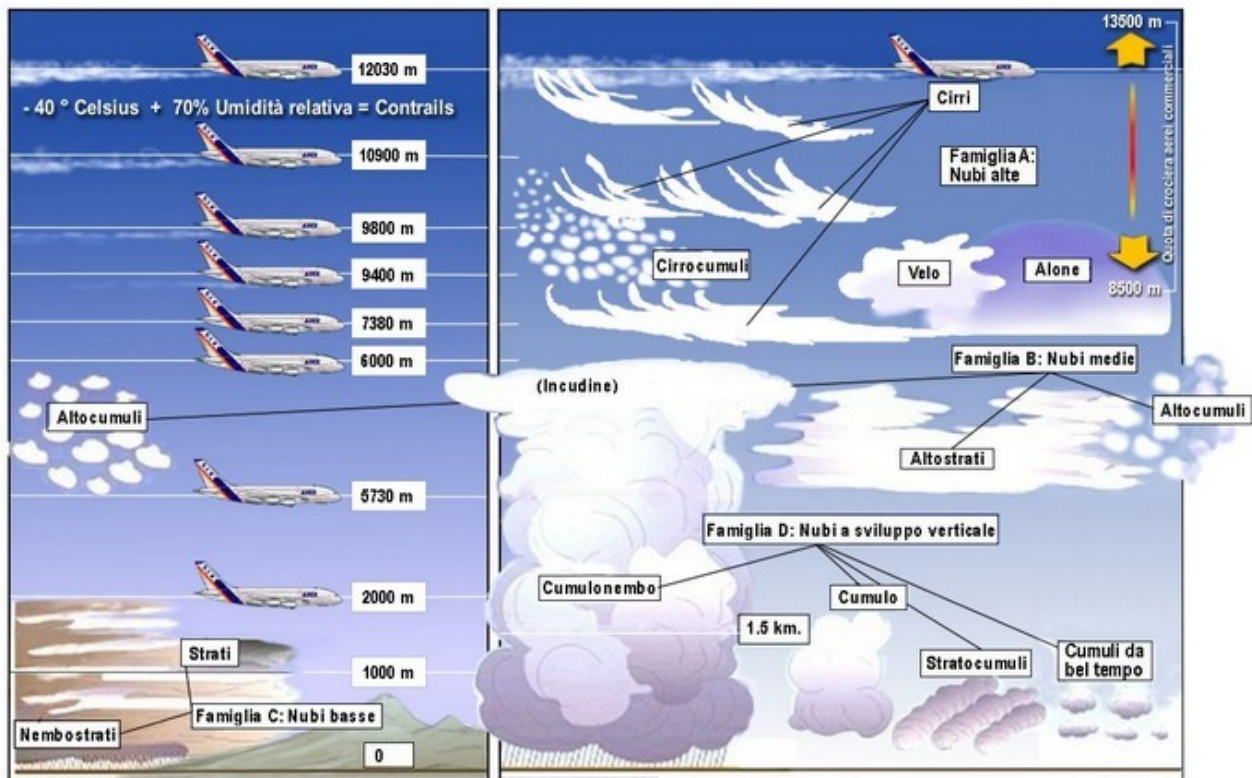 12030 m
- 40 ° Celsius + 70% Umidità relativa = Contrails
10900 m
9800 m
9400 m
7380 m
6000 m
Altocumuli
5730 m
2000 m
Strati
1000 m
Famiglia C: Nubi basse
Nembostrati
0
13500 m
Quota di crociera aerei commerciali
8500 m
Cirri
Famiglia A:
Nubi alte
Cirrocumuli
Velo
Alone
Famiglia B: Nubi medie
(Incudine)
Altocumuli
Altostrati
Famiglia D: Nubi a sviluppo verticale
Cumulonembo
Cumulo
1.5 km.
Stratocumuli
Cumuli da
bel tempo